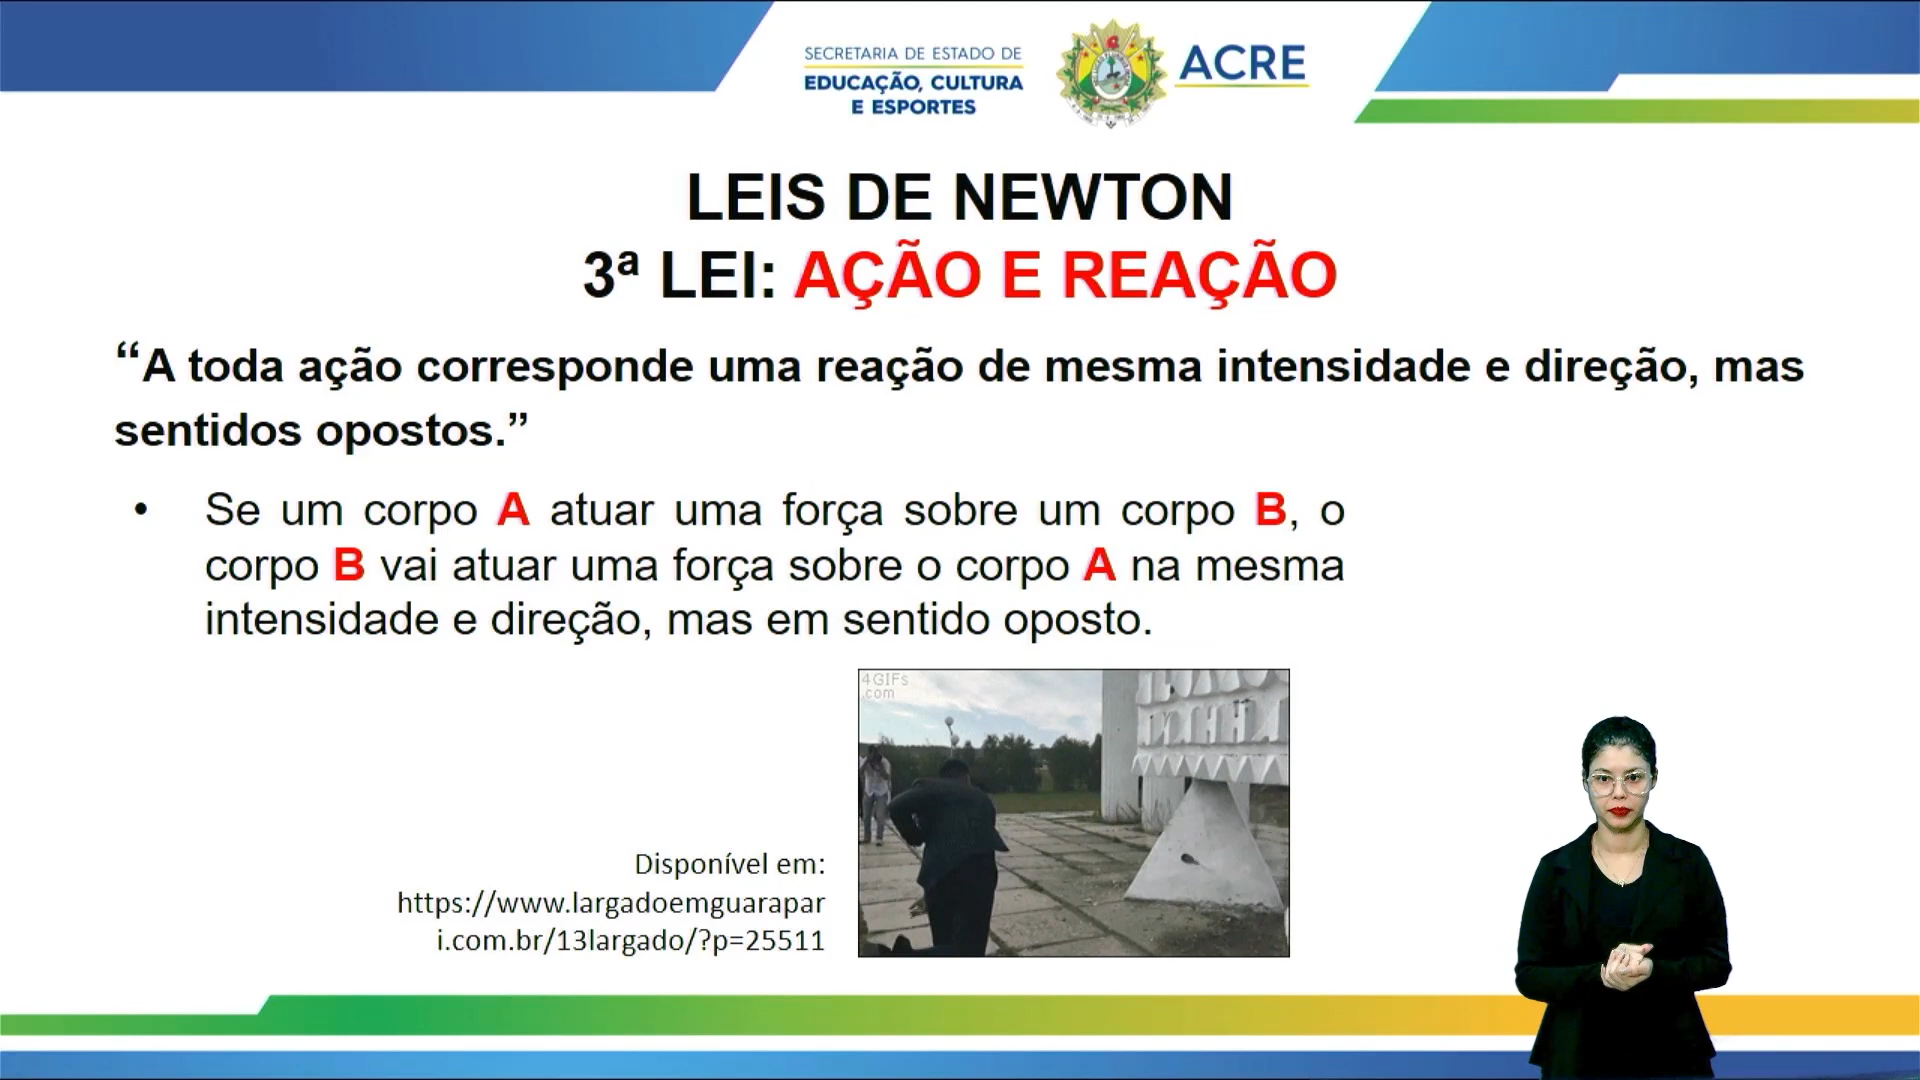 SECRETARIA DE ESTADO DE
EDUCAÇÃO, CULTURA
E ESPORTES
ACRE
LEIS DE NEWTON
3ª LEI: AÇÃO E REAÇÃO
“A toda ação corresponde uma reação de mesma intensidade e direção, mas
sentidos opostos.”
• Se um corpo A atuar uma força sobre um corpo B, o
corpo B vai atuar uma força sobre o corpo A na mesma
intensidade e direção, mas em sentido oposto.
4GIFs
.com
Disponível em:
https://www.largadoemguarapar
i.com.br/13largado/?p=25511